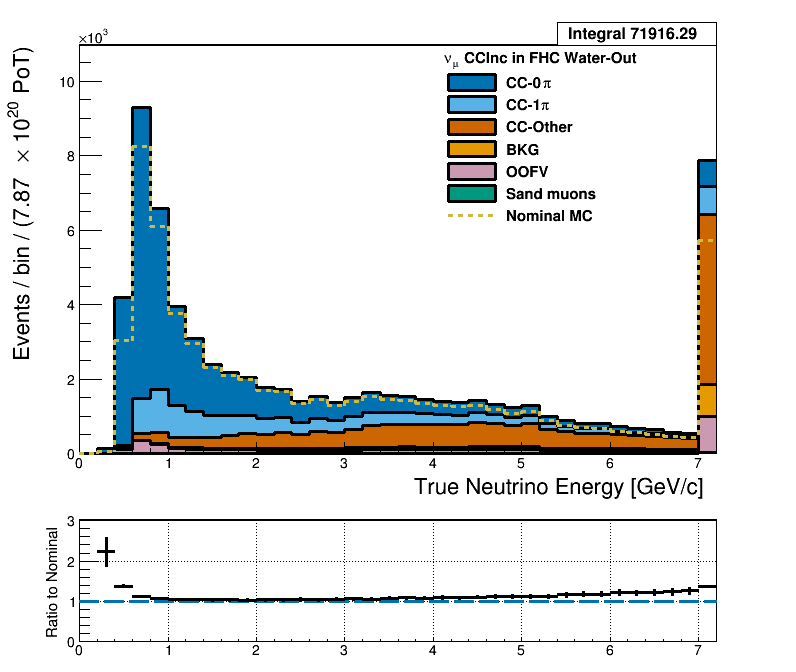 Integral 71916.29
×10³
ν_μ CCInc in FHC Water-Out
CC-0π
CC-1π
CC-Other
BKG
OOFV
Sand muons
Nominal MC
Events / bin / (7.87 × 10²⁰ PoT)
10
8
6
4
2
0
0 1 2 3 4 5 6 7
True Neutrino Energy [GeV/c]
Ratio to Nominal
3
2
1
0
0 1 2 3 4 5 6 7